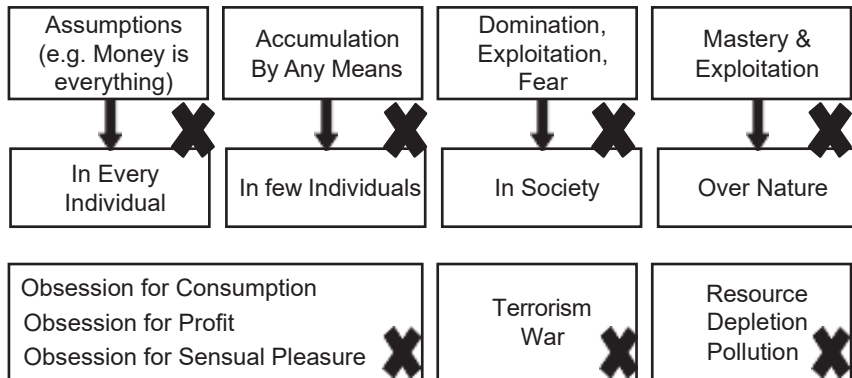 Assumptions
(e.g. Money is
everything)
Accumulation
By Any Means
Domination,
Exploitation,
Fear
Mastery &
Exploitation
In Every
Individual
In few Individuals
In Society
Over Nature
Obsession for Consumption
Obsession for Profit
Obsession for Sensual Pleasure
Terrorism
War
Resource
Depletion
Pollution